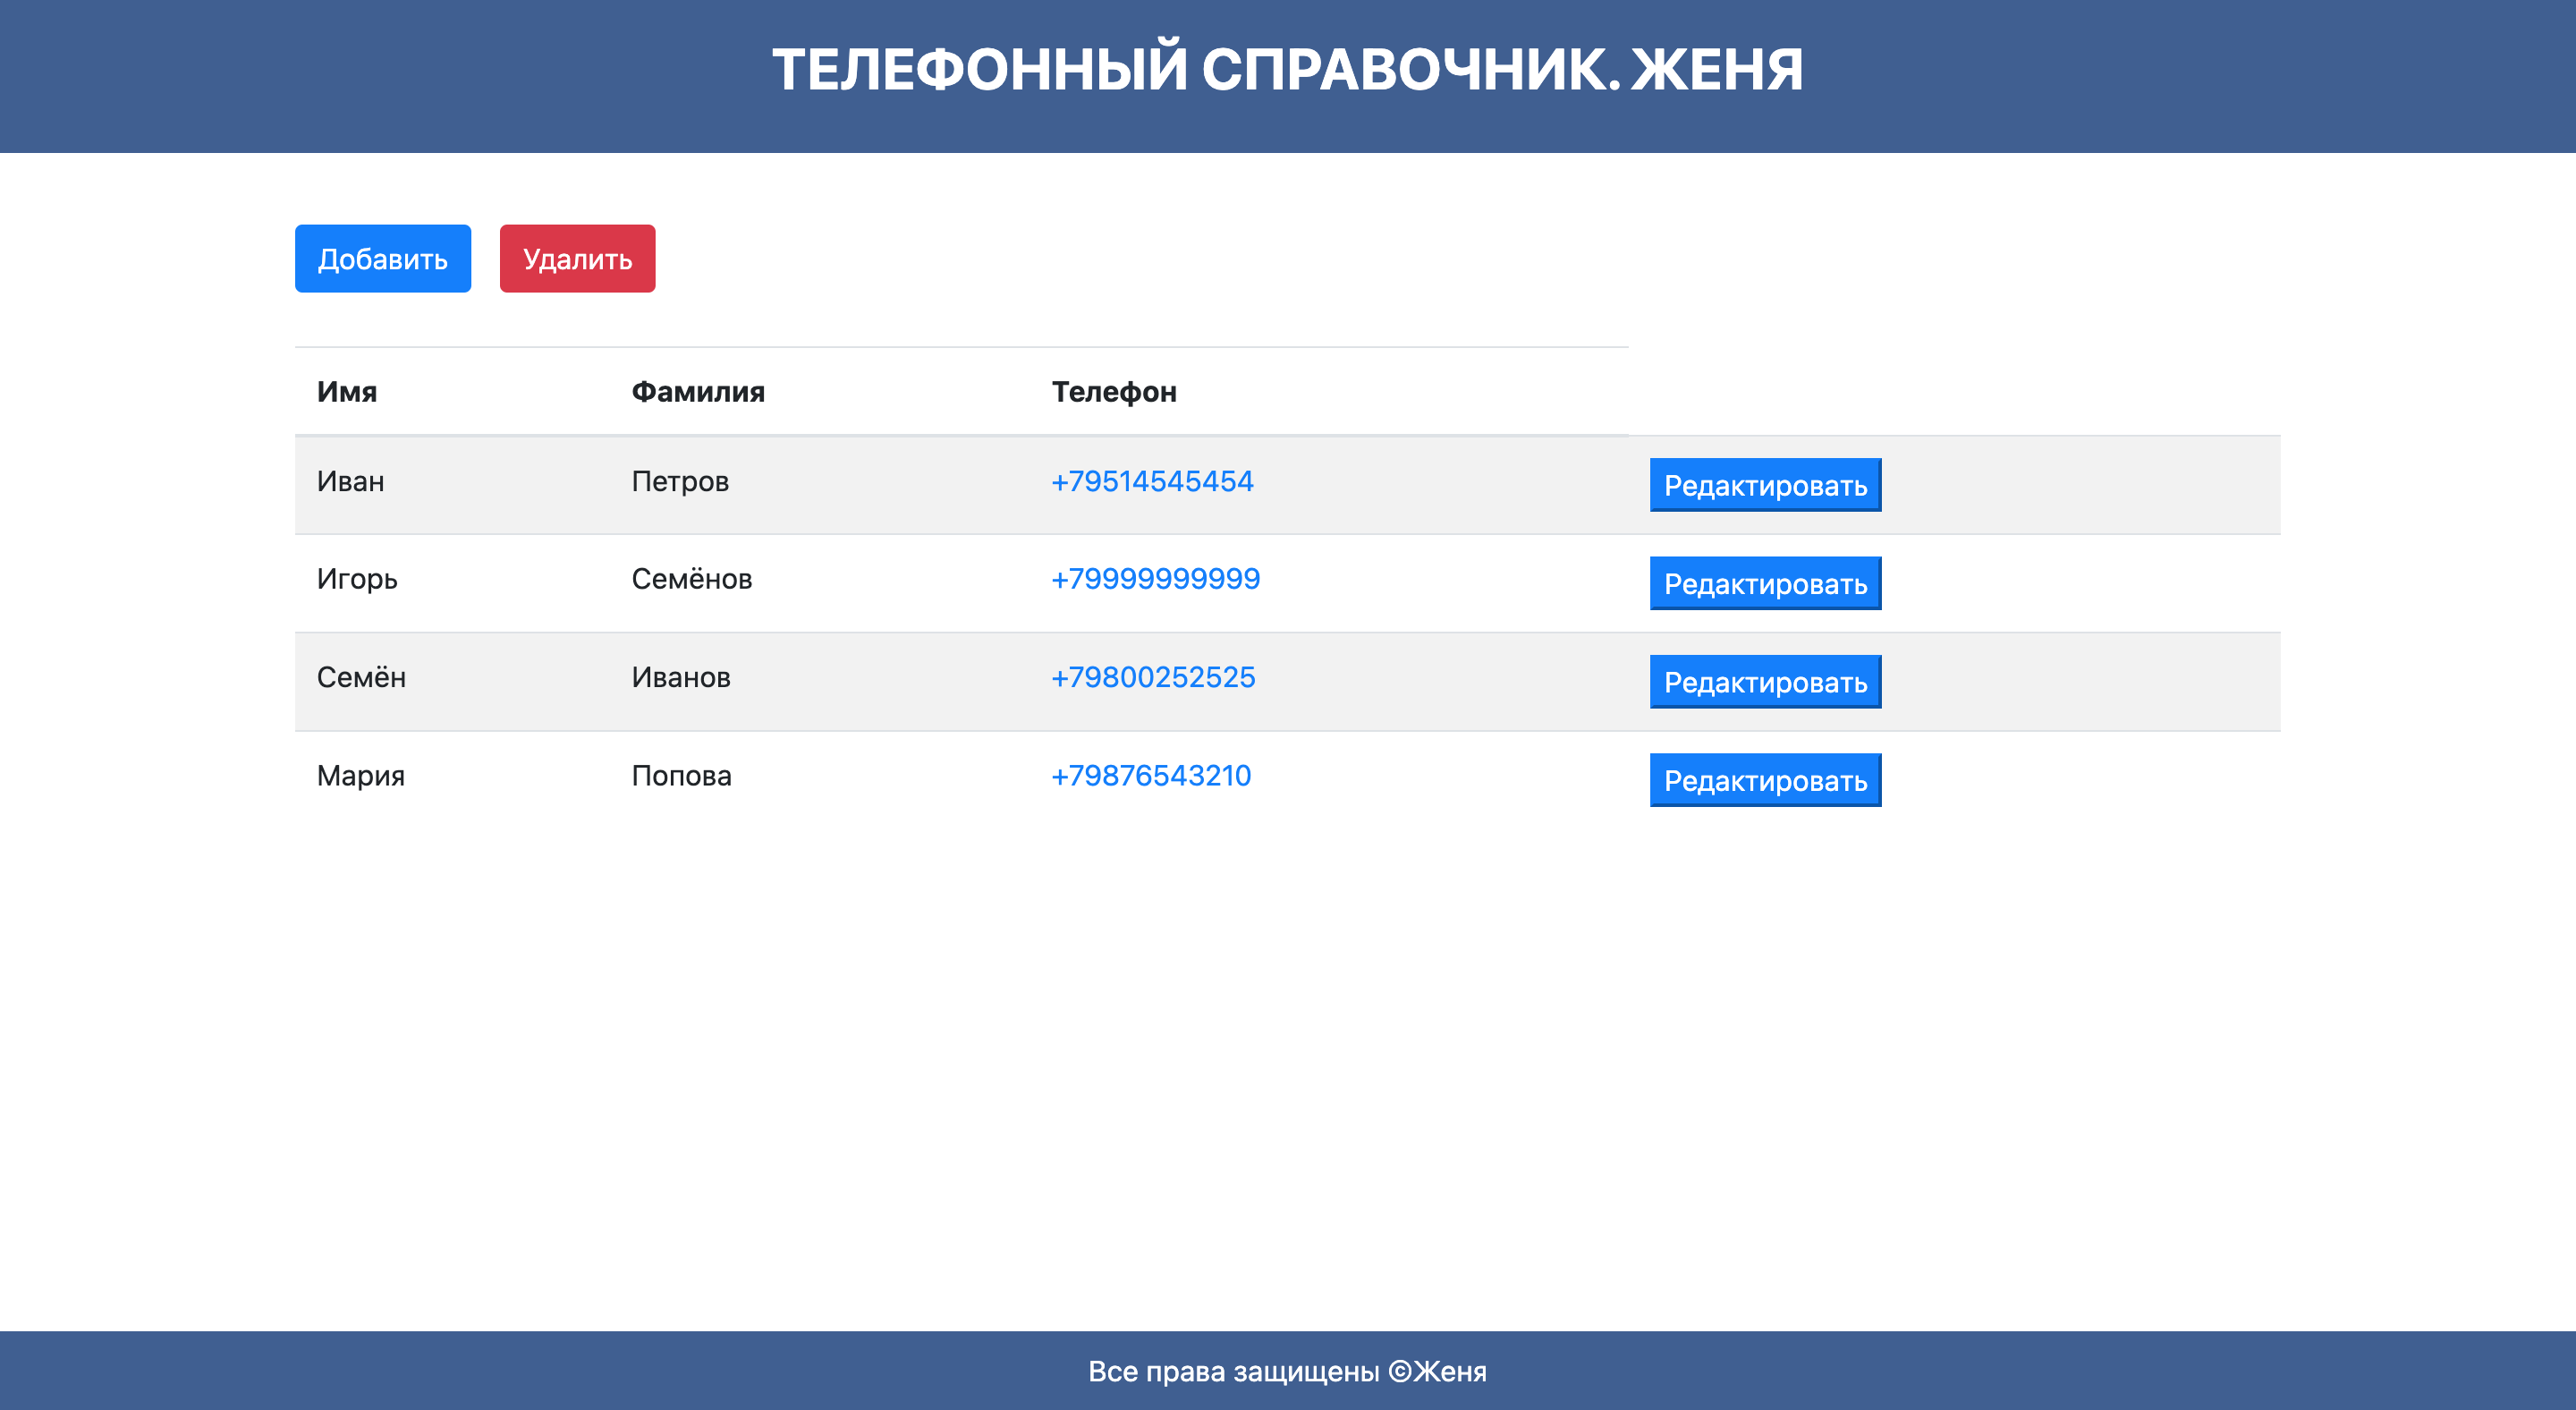 ТЕЛЕФОННЫЙ СПРАВОЧНИК. ЖЕНЯ
Добавить Удалить
Имя Фамилия Телефон
Иван Петров +79514545454 Редактировать
Игорь Семёнов +79999999999 Редактировать
Семён Иванов +79800252525 Редактировать
Мария Попова +79876543210 Редактировать
Все права защищены ©Женя